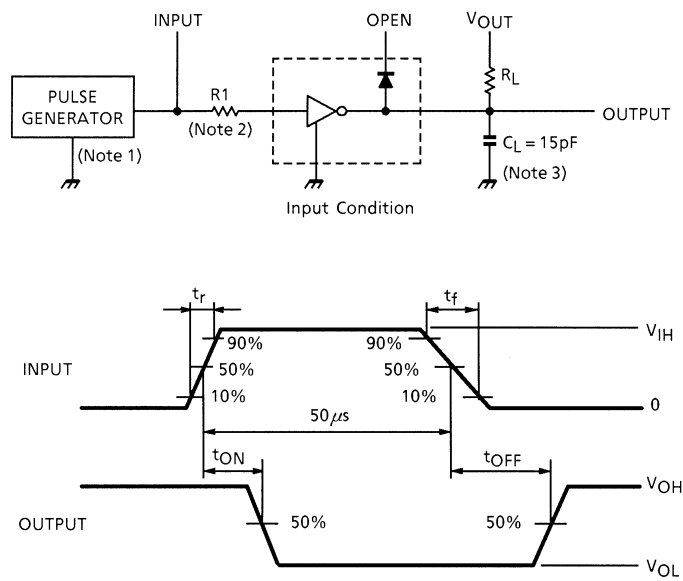 INPUT
OPEN
VOUT
PULSE
GENERATOR
(Note 1)
R1
(Note 2)
RL
OUTPUT
CL = 15pF
(Note 3)
Input Condition
tr
tf
INPUT
90%
50%
10%
90%
50%
10%
VIH
0
50μs
tON
tOFF
OUTPUT
50%
50%
VOH
VOL